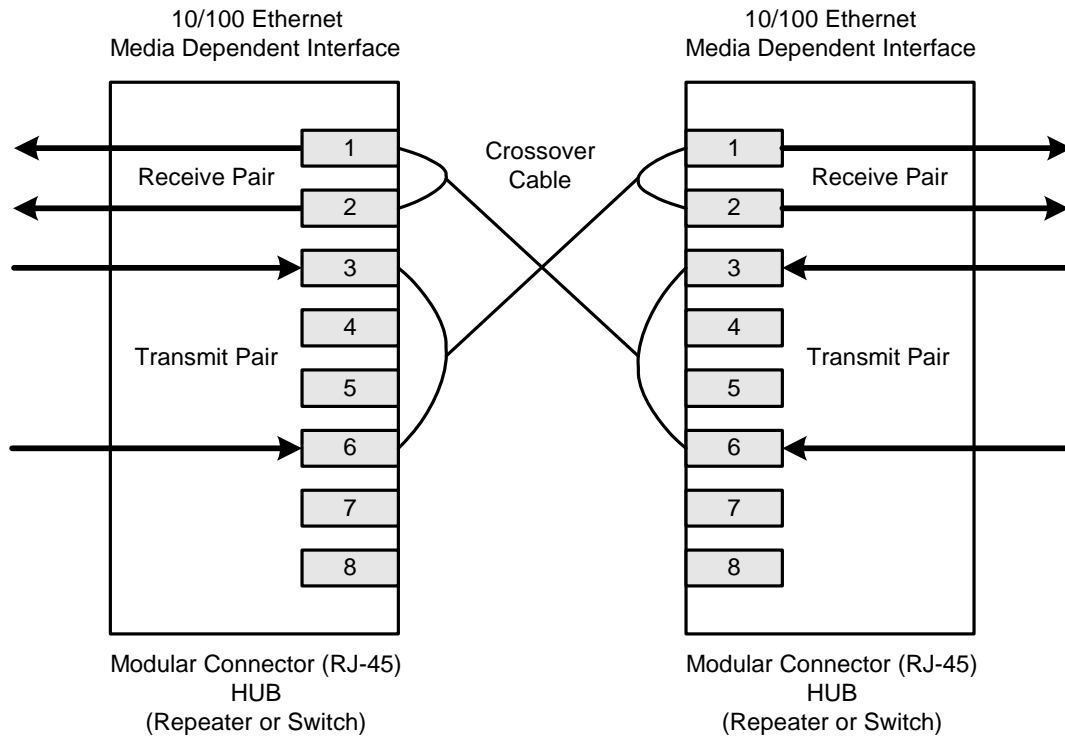 10/100 Ethernet
Media Dependent Interface
10/100 Ethernet
Media Dependent Interface
1
Receive Pair
2
3
4
Transmit Pair
5
6
7
8
Crossover
Cable
1
Receive Pair
2
3
4
Transmit Pair
5
6
7
8
Modular Connector (RJ-45)
HUB
(Repeater or Switch)
Modular Connector (RJ-45)
HUB
(Repeater or Switch)